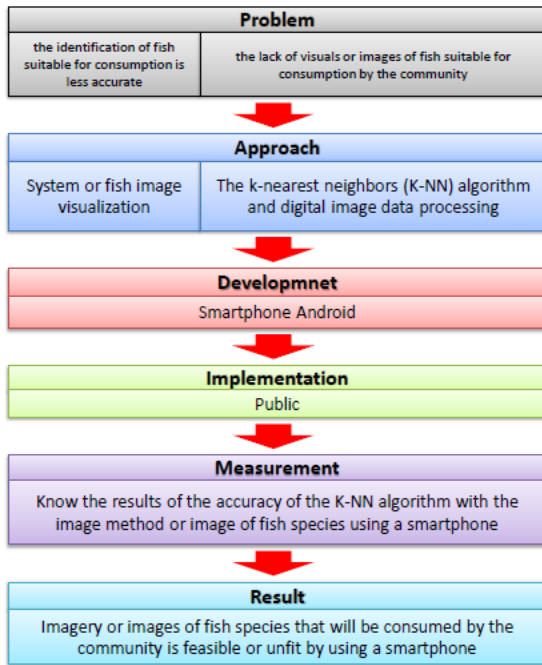 Problem
the identification of fish
suitable for consumption is
less accurate
the lack of visuals or images of fish suitable for
consumption by the community
Approach
System or fish image
visualization
The k-nearest neighbors (K-NN) algorithm
and digital image data processing
Developmnet
Smartphone Android
Implementation
Public
Measurement
Know the results of the accuracy of the K-NN algorithm with the
image method or image of fish species using a smartphone
Result
Imagery or images of fish species that will be consumed by the
community is feasible or unfit by using a smartphone